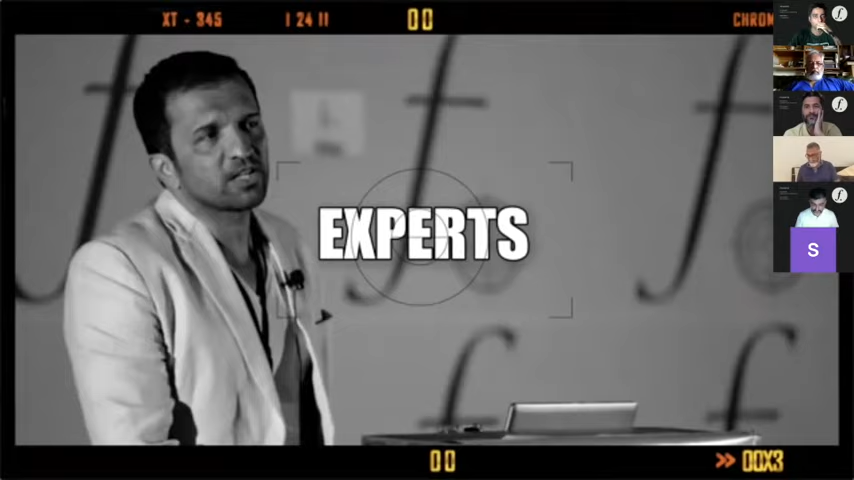 XT - 345
I 24 II
00
CHROM
EXPERTS
S
00
>> 00X3